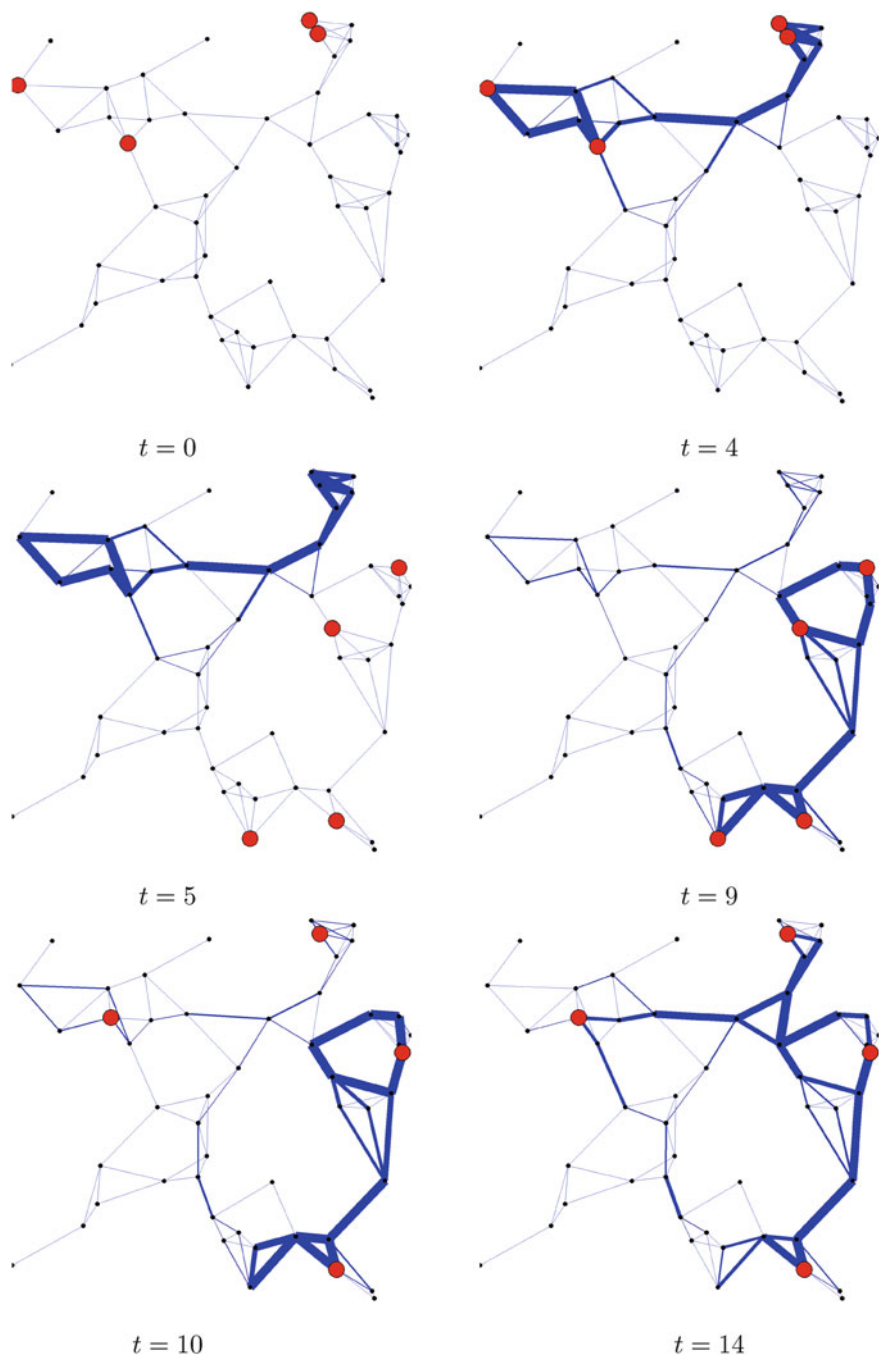 t = 0
t = 4
t = 5
t = 9
t = 10
t = 14